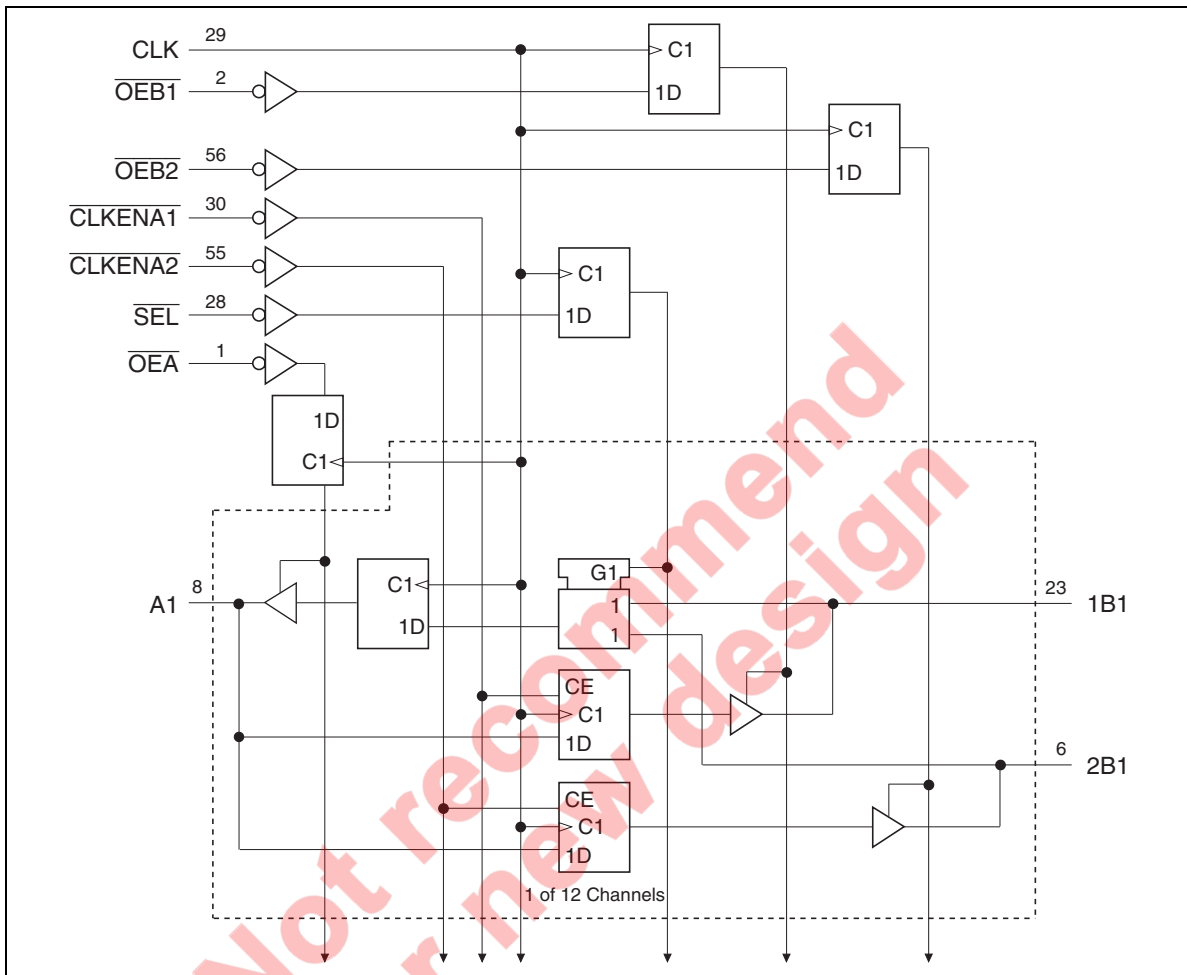 CLK 29
C1
OEB1 2
1D
C1
OEB2 56
1D
CLKENA1 30
CLKENA2 55
C1
SEL 28
1D
OEA 1
1D
C1
A1 8
C1
1D
G1
1
1
23 1B1
CE
C1
1D
6 2B1
CE
C1
1D
1 of 12 Channels
Not recommend
r new design